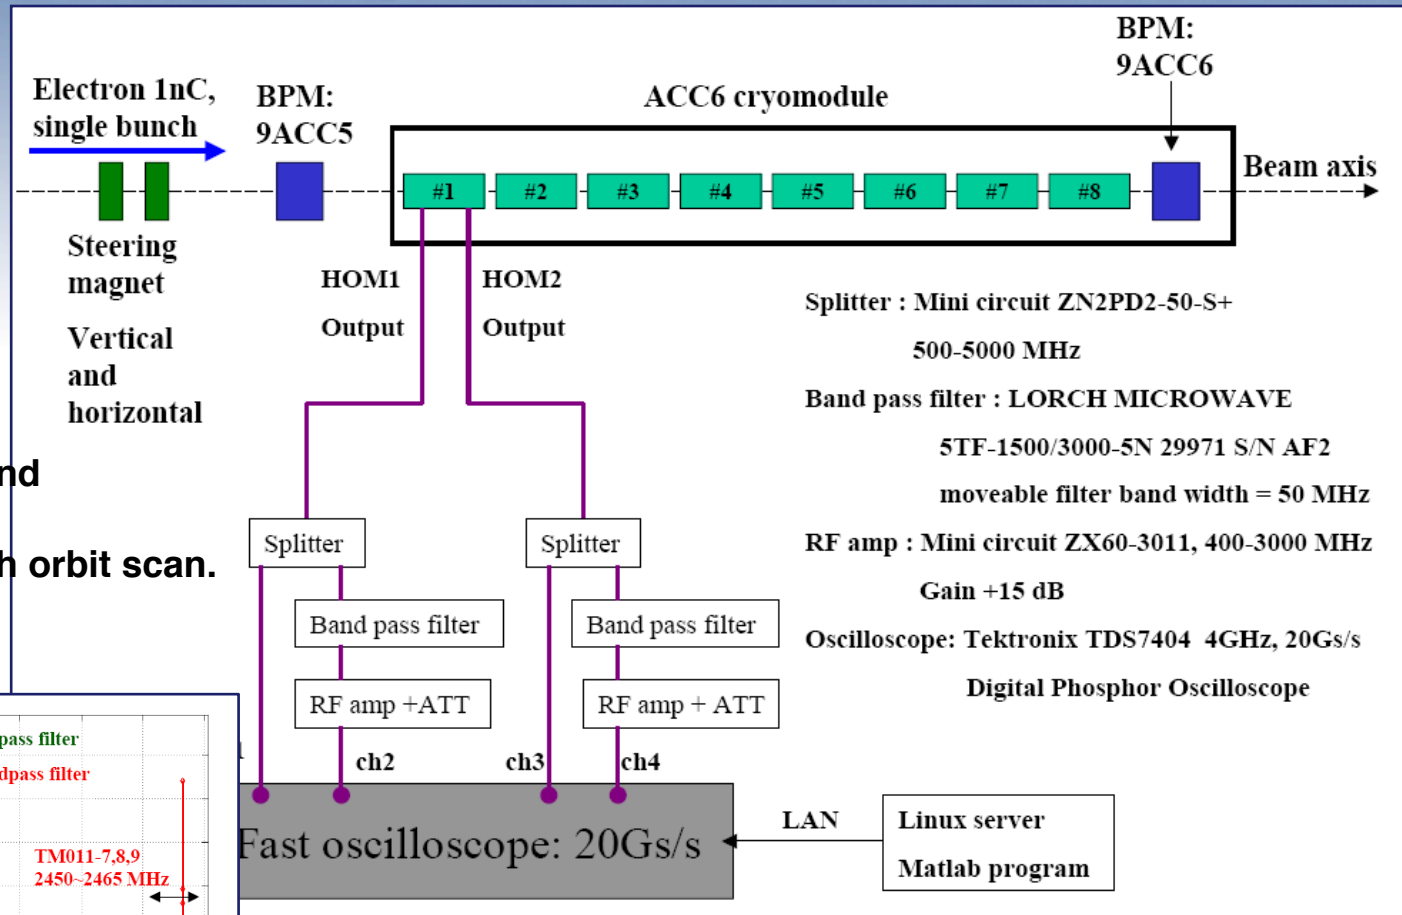 BPM:
9ACC6
Electron 1nC,
single bunch
BPM:
9ACC5
ACC6 cryomodule
Beam axis
#1 #2 #3 #4 #5 #6 #7 #8
Steering
magnet
Vertical
and
horizontal
HOM1
Output
HOM2
Output
Splitter : Mini circuit ZN2PD2-50-S+
500-5000 MHz
Band pass filter : LORCH MICROWAVE
5TF-1500/3000-5N 29971 S/N AF2
moveable filter band width = 50 MHz
RF amp : Mini circuit ZX60-3011, 400-3000 MHz
Gain +15 dB
Oscilloscope: Tektronix TDS7404 4GHz, 20Gs/s
Digital Phosphor Oscilloscope
orbit scan.
Splitter
Splitter
Band pass filter
Band pass filter
RF amp +ATT
RF amp + ATT
ch2
ch3
ch4
Fast oscilloscope: 20Gs/s
LAN
Linux server
Matlab program
pass filter
dpass filter
TM011-7,8,9
2450~2465 MHz